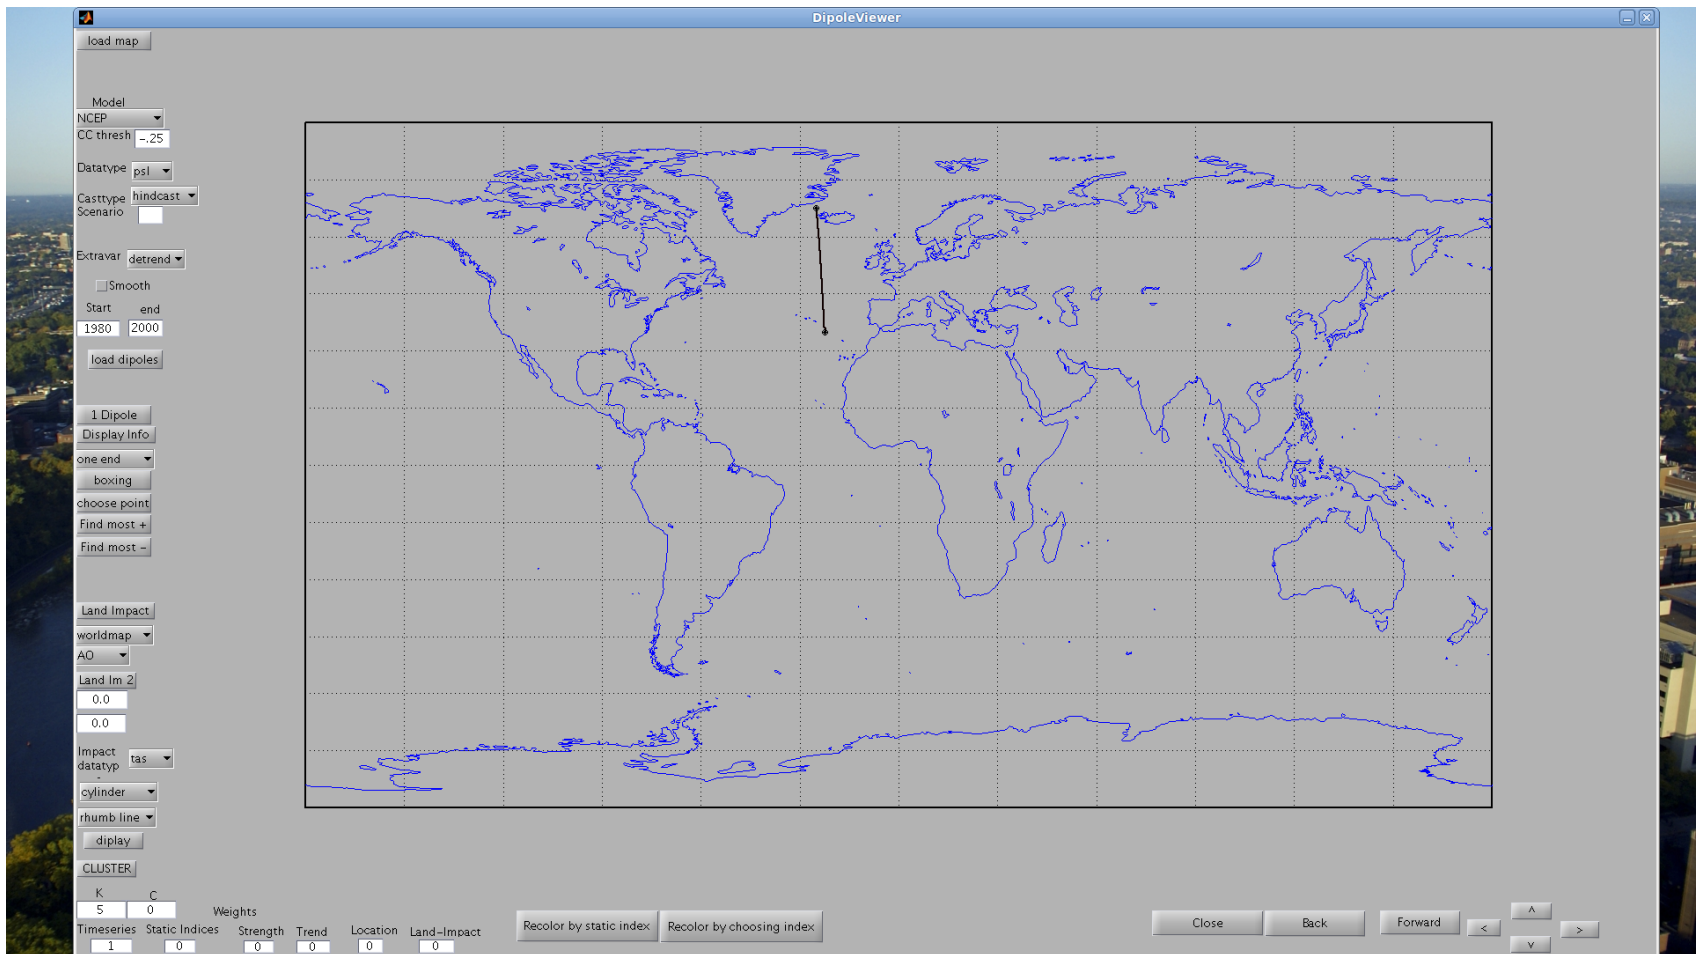 DipoleViewer
load map
Model
NCEP
CC thresh -.25
Datatype psl
Casttype hindcast
Scenario
Extravar detrend
Smooth
Start end
1980 2000
load dipoles
1 Dipole
Display Info
one end
boxing
choose point
Find most +
Find most -
Land Impact
worldmap
AO
Land Im 2
0.0
0.0
Impact
datatyp tas
-
cylinder
rhumb line
diplay
CLUSTER
K C
5 0 Weights
Timeseries Static Indices Strength Trend Location Land-Impact
1 0 0 0 0 0
Recolor by static index Recolor by choosing index
Close Back Forward < ^ v >